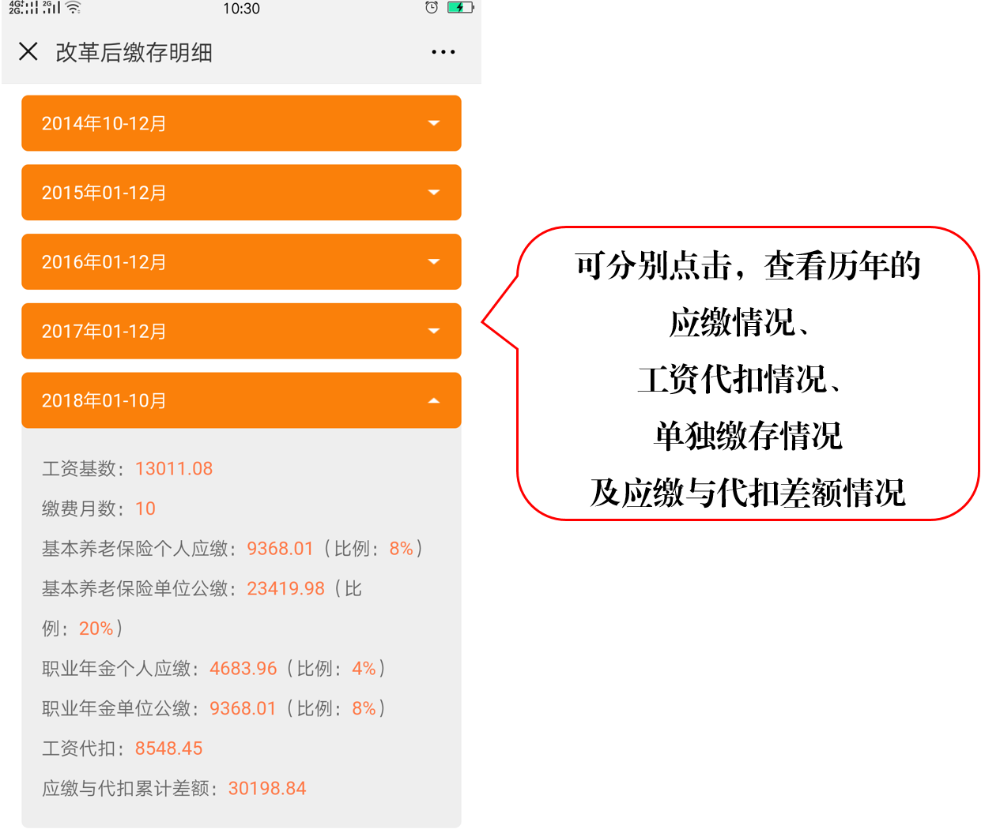 4G+ 2G 2G 10:30
改革后缴存明细
2014年10-12月
2015年01-12月
2016年01-12月
2017年01-12月
2018年01-10月
工资基数：13011.08
缴费月数：10
基本养老保险个人应缴：9368.01（比例：8%）
基本养老保险单位公缴：23419.98（比
例：20%）
职业年金个人应缴：4683.96（比例：4%）
职业年金单位公缴：9368.01（比例：8%）
工资代扣：8548.45
应缴与代扣累计差额：30198.84
可分别点击，查看历年的
应缴情况、
工资代扣情况、
单独缴存情况
及应缴与代扣差额情况